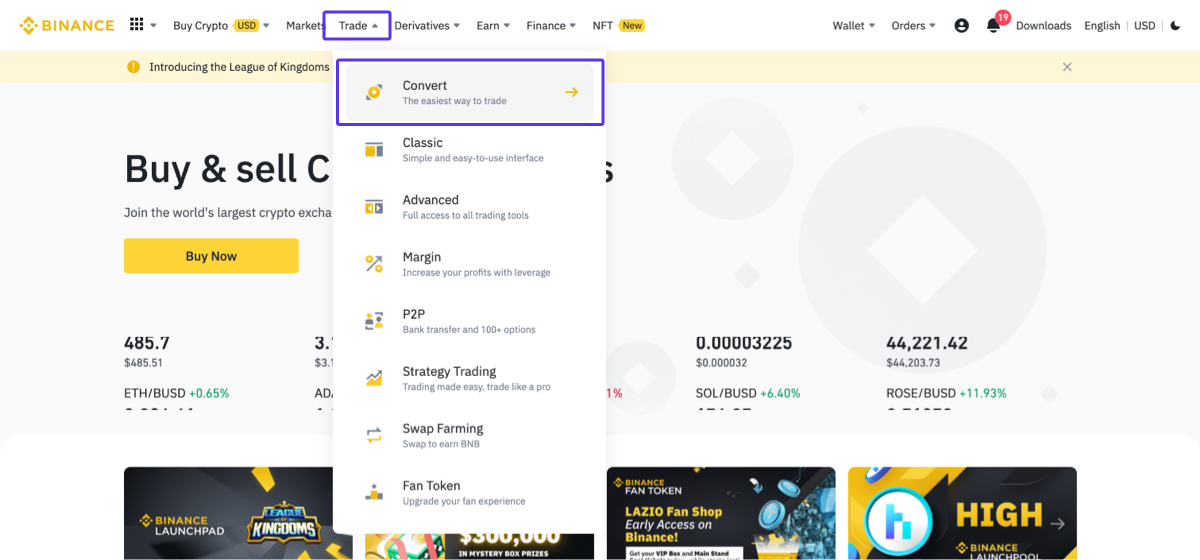 BINANCE
Buy Crypto USD
Markets
Trade
Derivatives
Earn
Finance
NFT New
Wallet
Orders
19
Downloads
English
USD
Introducing the League of Kingdoms
Convert
The easiest way to trade
Classic
Simple and easy-to-use interface
Advanced
Full access to all trading tools
Margin
Increase your profits with leverage
P2P
Bank transfer and 100+ options
Strategy Trading
Trading made easy, trade like a pro
Swap Farming
Swap to earn BNB
Fan Token
Upgrade your fan experience
Buy & sell C
s
Join the world's largest crypto excha
Buy Now
485.7
$485.51
ETH/BUSD +0.65%
3.1
$3.1
ADA
1%
0.00003225
$0.000032
SOL/BUSD +6.40%
44,221.42
$44,203.73
ROSE/BUSD +11.93%
BINANCE
LAUNCHPAD
LEAGUE
OF
KINGDOMS
$300,000
IN MYSTERY BOX PRIZES
BINANCE
FAN TOKEN
LAZIO Fan Shop
Early Access on
Binance!
Get your VIP Box and Main Stand
HIGH
BINANCE
LAUNCHPOOL